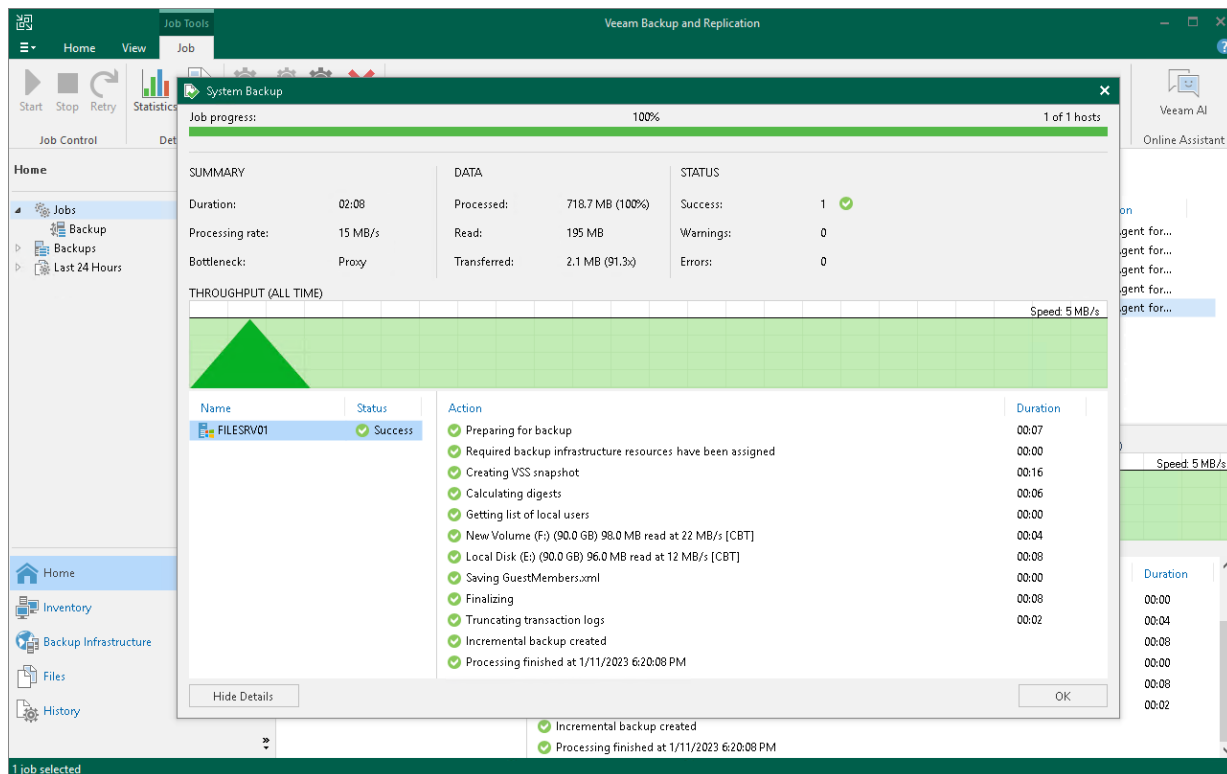 Job Tools
Veeam Backup and Replication
Home View Job
Start Stop Retry Statistics
Job Control
Veeam AI
Online Assistant
System Backup
Job progress: 100% 1 of 1 hosts
SUMMARY DATA STATUS
Duration: 02:08 Processed: 718.7 MB (100%) Success: 1
Processing rate: 15 MB/s Read: 195 MB Warnings: 0
Bottleneck: Proxy Transferred: 2.1 MB (91.3x) Errors: 0
THROUGHPUT (ALL TIME)
Speed: 5 MB/s
Name Status Action Duration
FILESRV01 Success
Preparing for backup 00:07
Required backup infrastructure resources have been assigned 00:00
Creating VSS snapshot 00:16
Calculating digests 00:06
Getting list of local users 00:00
New Volume (F:) (90.0 GB) 98.0 MB read at 22 MB/s [CBT] 00:04
Local Disk (E:) (90.0 GB) 96.0 MB read at 12 MB/s [CBT] 00:08
Saving GuestMembers.xml 00:00
Finalizing 00:08
Truncating transaction logs 00:02
Incremental backup created
Processing finished at 1/11/2023 6:20:08 PM
Hide Details OK
Home
Jobs
Backup
Backups
Last 24 Hours
Home
Inventory
Backup Infrastructure
Files
History
for...
for...
for...
for...
for...
Speed: 5 MB/s
Duration
00:00
00:04
00:08
00:00
00:08
00:02
Incremental backup created
Processing finished at 1/11/2023 6:20:08 PM
1 job selected